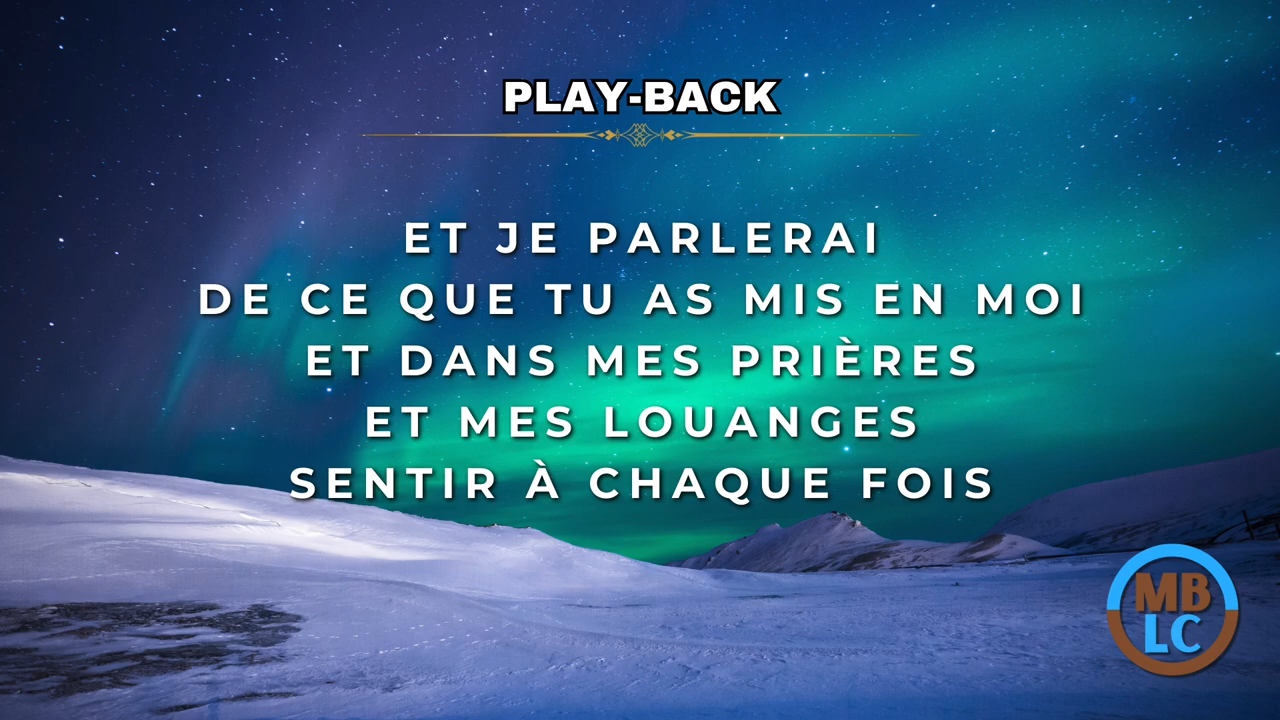 PLAY-BACK
ET JE PARLERAI
DE CE QUE TU AS MIS EN MOI
ET DANS MES PRIÈRES
ET MES LOUANGES
SENTIR À CHAQUE FOIS
MB
LC